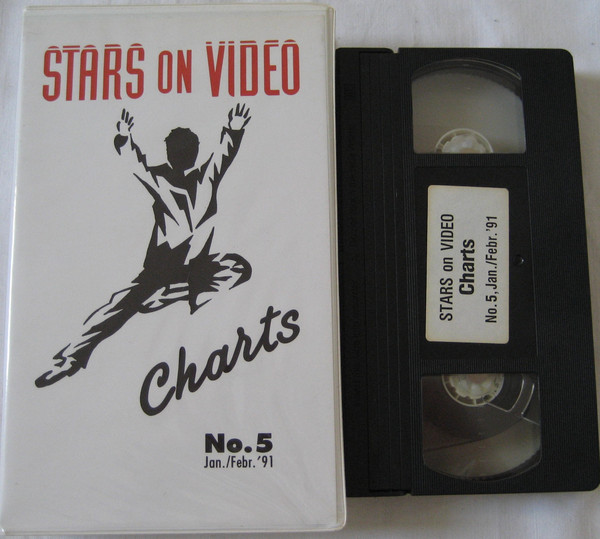 STARS ON VIDEO
Charts
No. 5
Jan./Febr.'91
STARS on VIDEO
Charts
No. 5, Jan./Febr.'91